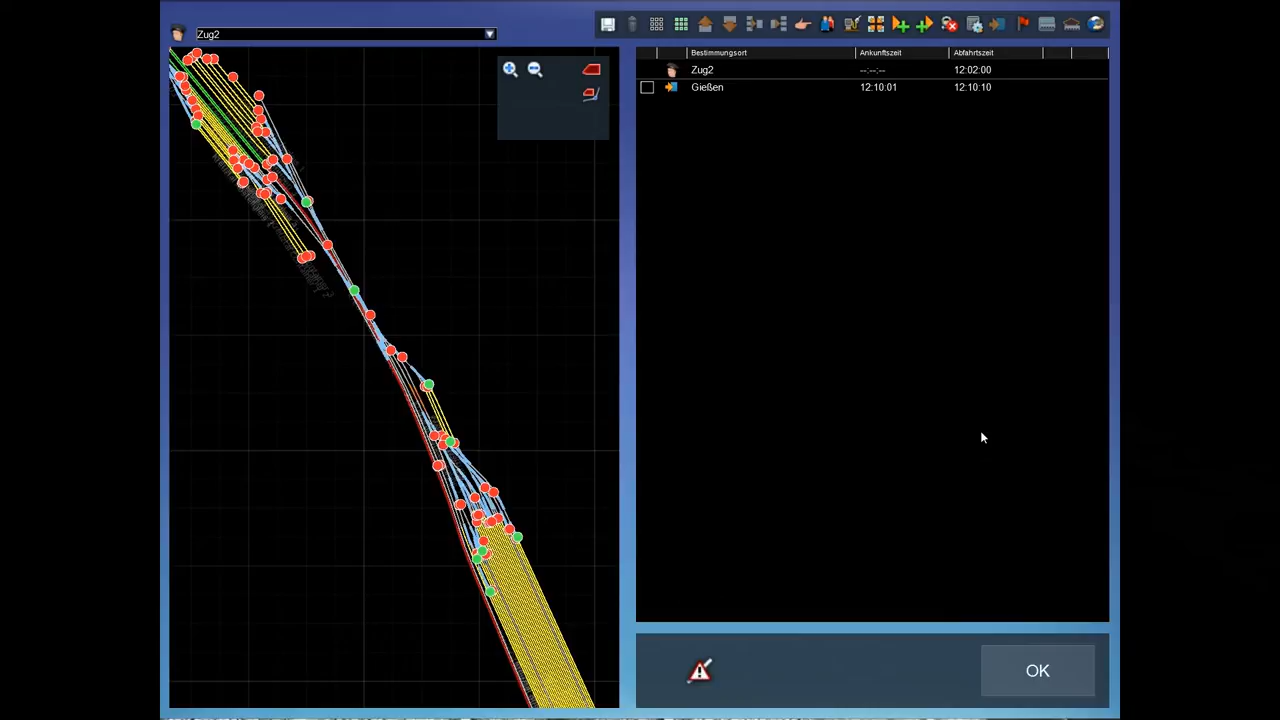 Zug2
Bestimmungsort Ankunftszeit Abfahrtszeit
Zug2 --:--:-- 12:02:00
Gießen 12:10:01 12:10:10
OK